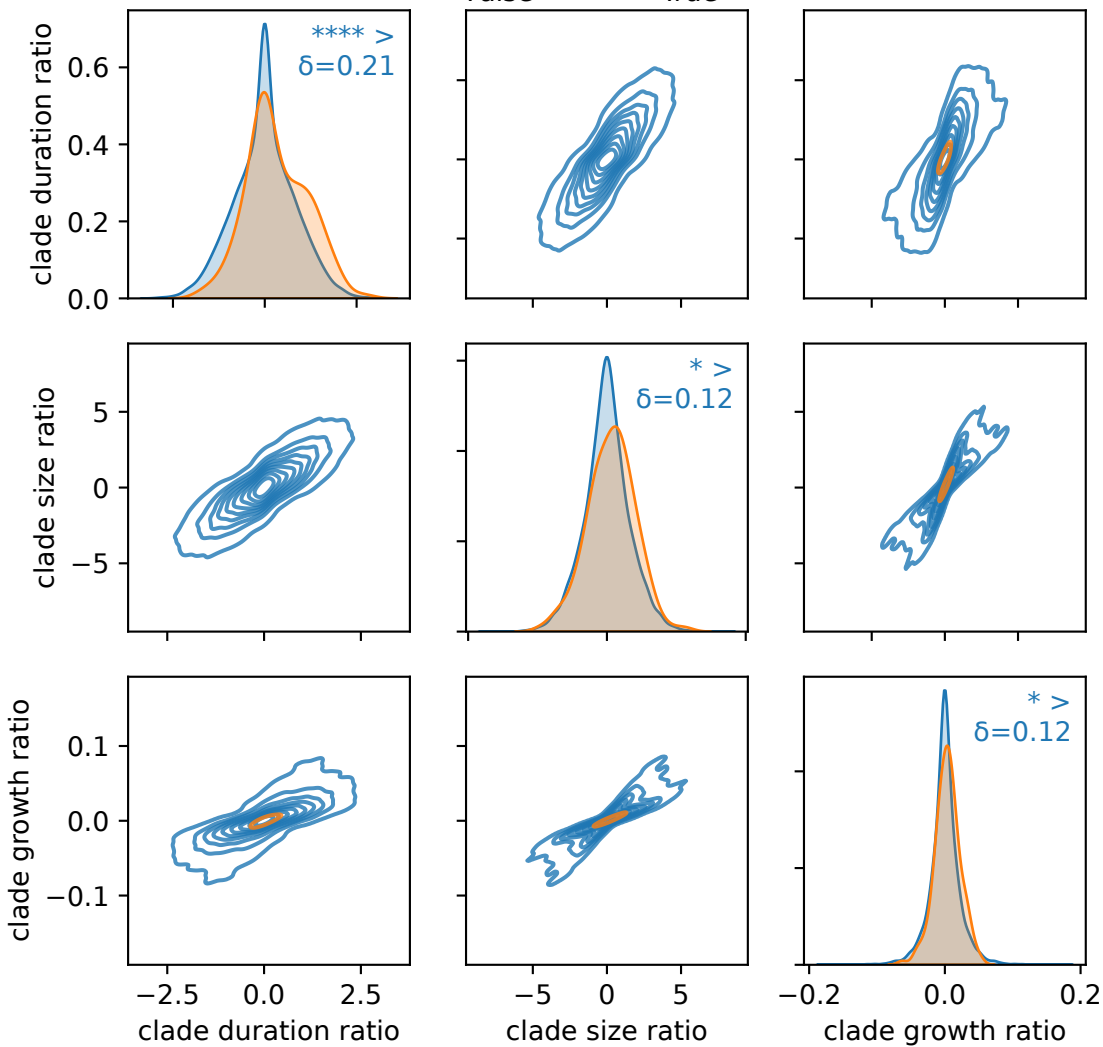 clade duration ratio
0.6
0.4
0.2
0.0
**** >
δ=0.21
clade size ratio
5
0
−5
* >
δ=0.12
clade growth ratio
0.1
0.0
−0.1
* >
δ=0.12
−2.5 0.0 2.5
−5 0 5
−0.2 0.0 0.2
clade duration ratio
clade size ratio
clade growth ratio